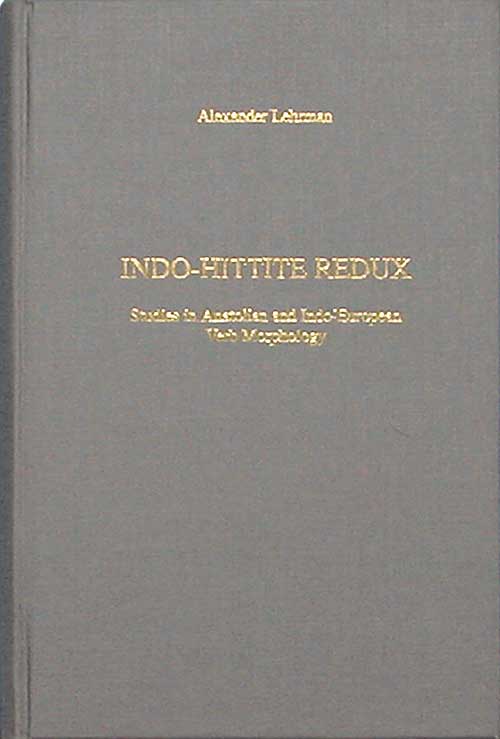 Alexander Lehrman
INDO-HITTITE REDUX
Studies in Anatolian and Indo-European
Verb Morphology